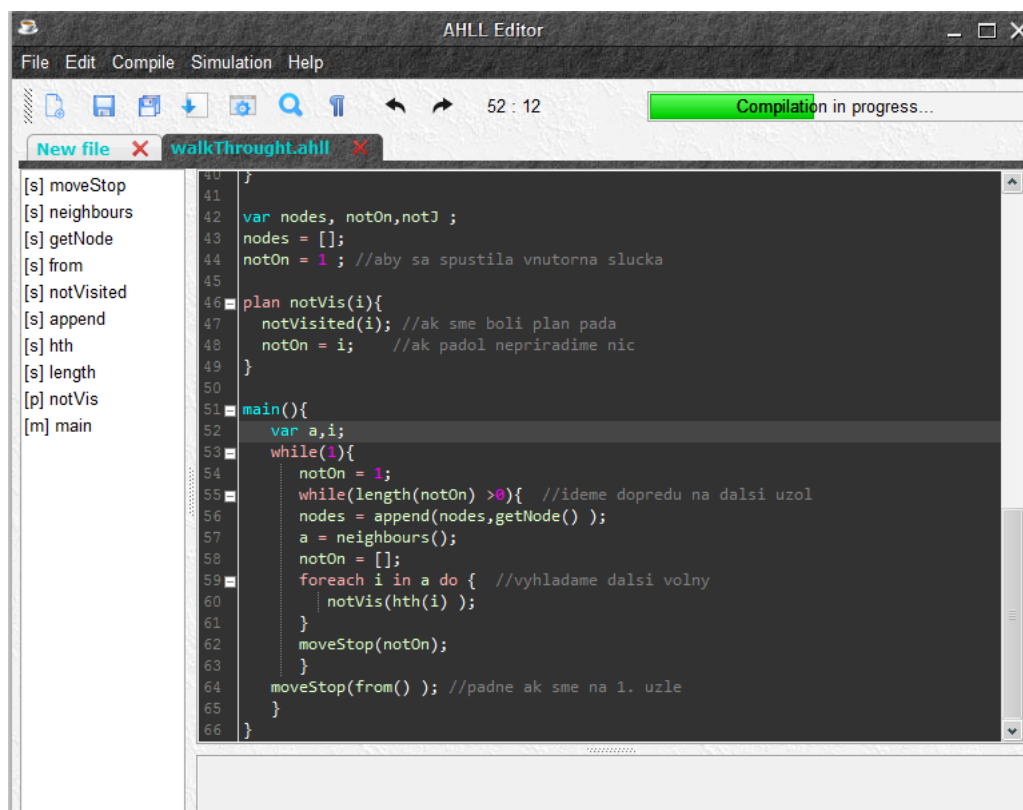 AHLL Editor
File Edit Compile Simulation Help
52 : 12
Compilation in progress...
New file
walkThrought.ahll
[s] moveStop
[s] neighbours
[s] getNode
[s] from
[s] notVisited
[s] append
[s] hth
[s] length
[p] notVis
[m] main
40 }
41
42 var nodes, notOn,notJ ;
43 nodes = [];
44 notOn = 1 ; //aby sa spustila vnutorna slucka
45
46 plan notVis(i){
47 notVisited(i); //ak sme boli plan pada
48 notOn = i; //ak padol nepriradime nic
49 }
50
51 main(){
52 var a,i;
53 while(1){
54 notOn = 1;
55 while(length(notOn) >0){ //ideme dopredu na dalsi uzol
56 nodes = append(nodes,getNode() );
57 a = neighbours();
58 notOn = [];
59 foreach i in a do { //vyhladame dalsi volny
60 notVis(hth(i) );
61 }
62 moveStop(notOn);
63 }
64 moveStop(from() ); //padne ak sme na 1. uzle
65 }
66 }